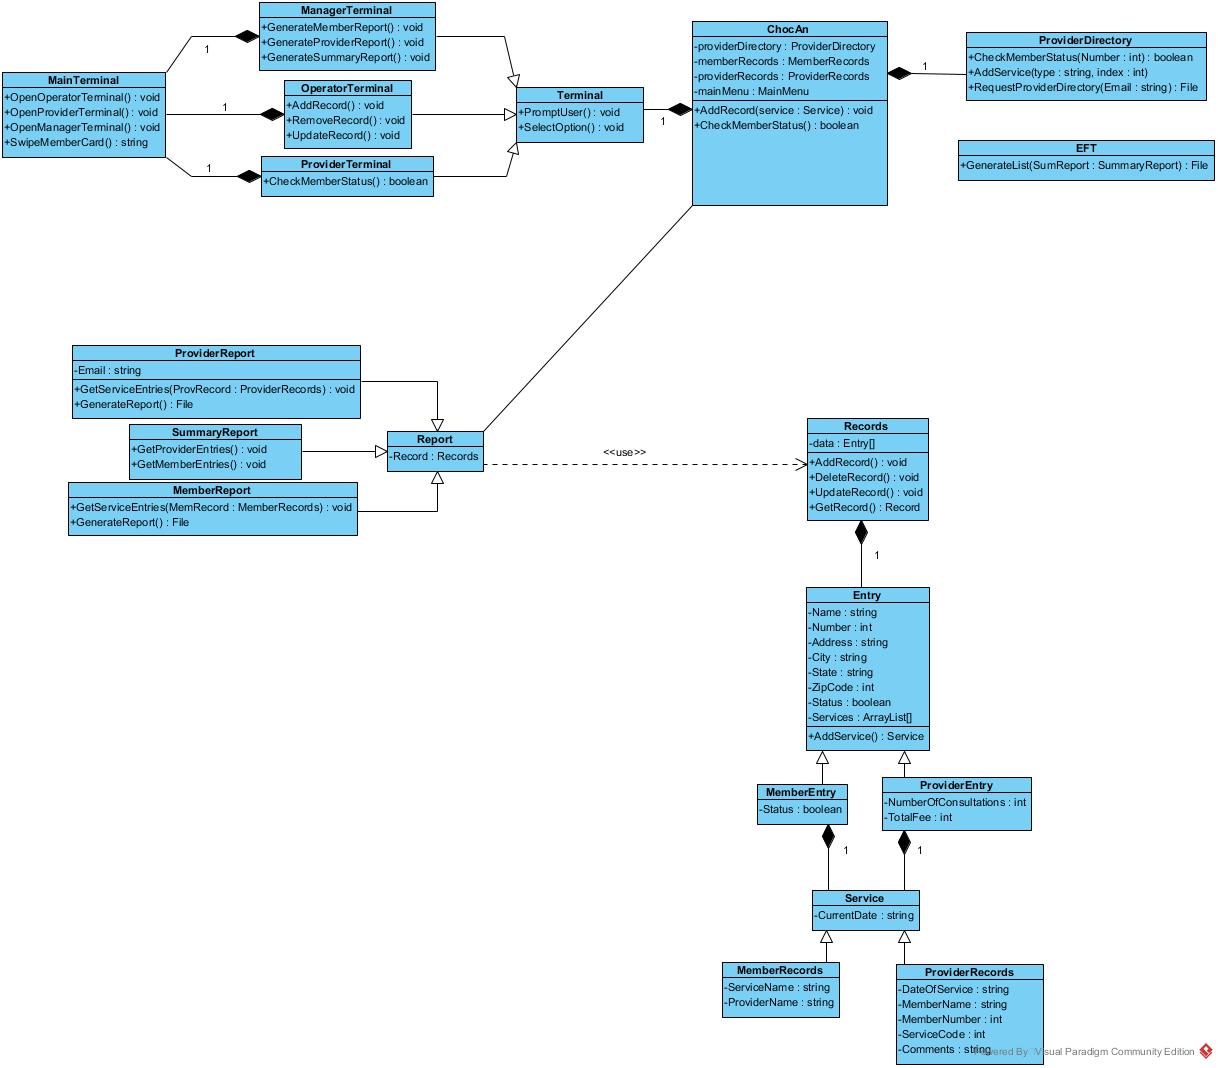 ManagerTerminal
+GenerateMemberReport() : void
+GenerateProviderReport() : void
+GenerateSummaryReport() : void
1
MainTerminal
+OpenOperatorTerminal() : void
+OpenProviderTerminal() : void
+OpenManagerTerminal() : void
+SwipeMemberCard() : string
1
OperatorTerminal
+AddRecord() : void
+RemoveRecord() : void
+UpdateRecord() : void
1
ProviderTerminal
+CheckMemberStatus() : boolean
Terminal
+PromptUser() : void
+SelectOption() : void
1
ChocAn
-providerDirectory : ProviderDirectory
-memberRecords : MemberRecords
-providerRecords : ProviderRecords
-mainMenu : MainMenu
+AddRecord(service : Service) : void
+CheckMemberStatus() : boolean
1
ProviderDirectory
+CheckMemberStatus(Number : int) : boolean
+AddService(type : string, index : int)
+RequestProviderDirectory(Email : string) : File
EFT
+GenerateList(SumReport : SummaryReport) : File
ProviderReport
-Email : string
+GetServiceEntries(ProvRecord : ProviderRecords) : void
+GenerateReport() : File
SummaryReport
+GetProviderEntries() : void
+GetMemberEntries() : void
MemberReport
+GetServiceEntries(MemRecord : MemberRecords) : void
+GenerateReport() : File
Report
-Record : Records
<<use>>
Records
-data : Entry[]
+AddRecord() : void
+DeleteRecord() : void
+UpdateRecord() : void
+GetRecord() : Record
1
Entry
-Name : string
-Number : int
-Address : string
-City : string
-State : string
-ZipCode : int
-Status : boolean
-Services : ArrayList[]
+AddService() : Service
MemberEntry
-Status : boolean
ProviderEntry
-NumberOfConsultations : int
-TotalFee : int
1
1
Service
-CurrentDate : string
MemberRecords
-ServiceName : string
-ProviderName : string
ProviderRecords
-DateOfService : string
-MemberName : string
-MemberNumber : int
-ServiceCode : int
-Comments : string
Powered By Visual Paradigm Community Edition